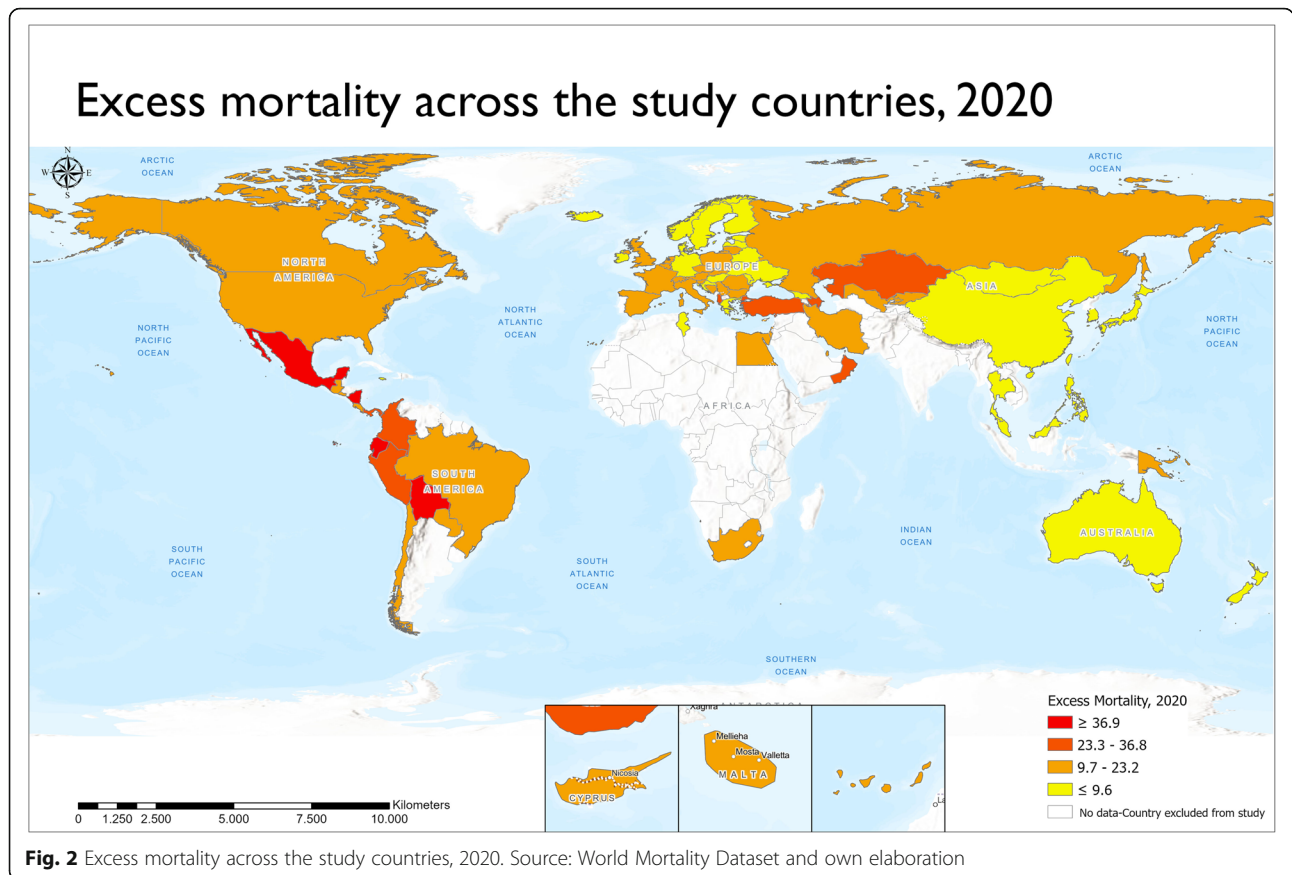 Excess mortality across the study countries, 2020
ARCTIC
OCEAN
ARCTIC
OCEAN
N
W E
S
NORTH
AMERICA
EUROPE
ASIA
NORTH
PACIFIC
OCEAN
NORTH
ATLANTIC
OCEAN
NORTH
PACIFIC
OCEAN
AFRICA
SOUTH
AMERICA
INDIAN
OCEAN
AUSTRALIA
SOUTH
PACIFIC
OCEAN
SOUTH
ATLANTIC
OCEAN
SOUTHERN
OCEAN
ANTARCTICA
Xaghra
Mellieha
Mosta Valletta
MALTA
Nicosia
CYPRUS
Excess Mortality, 2020
≥ 36.9
23.3 - 36.8
9.7 - 23.2
≤ 9.6
No data-Country excluded from study
Kilometers
0 1.250 2.500 5.000 7.500 10.000
Fig. 2 Excess mortality across the study countries, 2020. Source: World Mortality Dataset and own elaboration